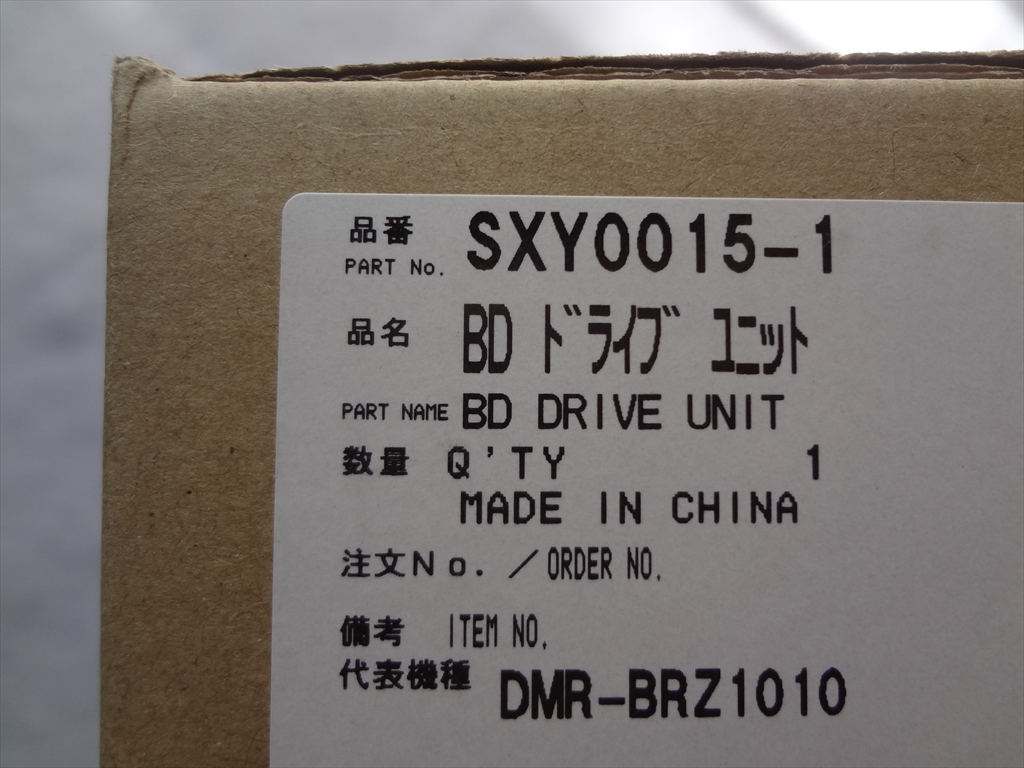 品番 SXY0015-1
PART No.
品名 BD ドライブ ユニット
PART NAME BD DRIVE UNIT
数量 Q'TY 1
MADE IN CHINA
注文No. ／ORDER NO.
備考 ITEM NO.
代表機種 DMR-BRZ1010